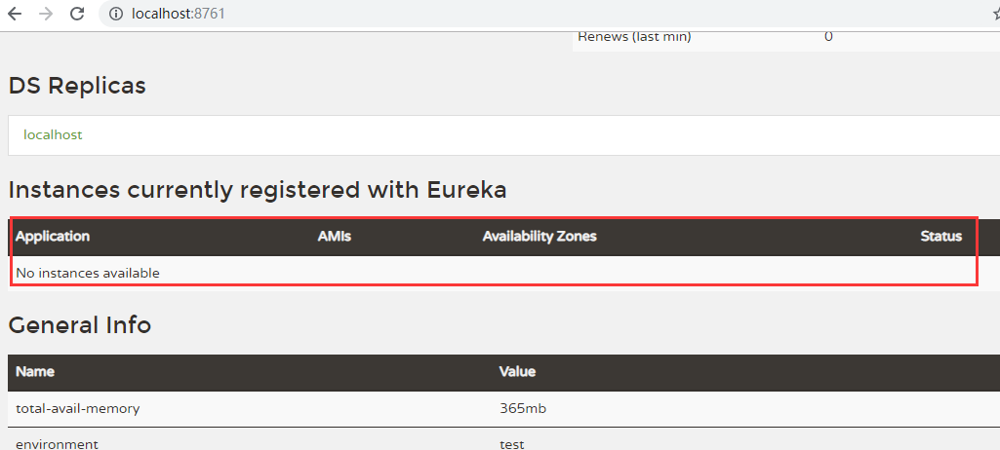 localhost:8761
Renews (last min) 0
DS Replicas
localhost
Instances currently registered with Eureka
Application AMIs Availability Zones Status
No instances available
General Info
Name Value
total-avail-memory 365mb
environment test